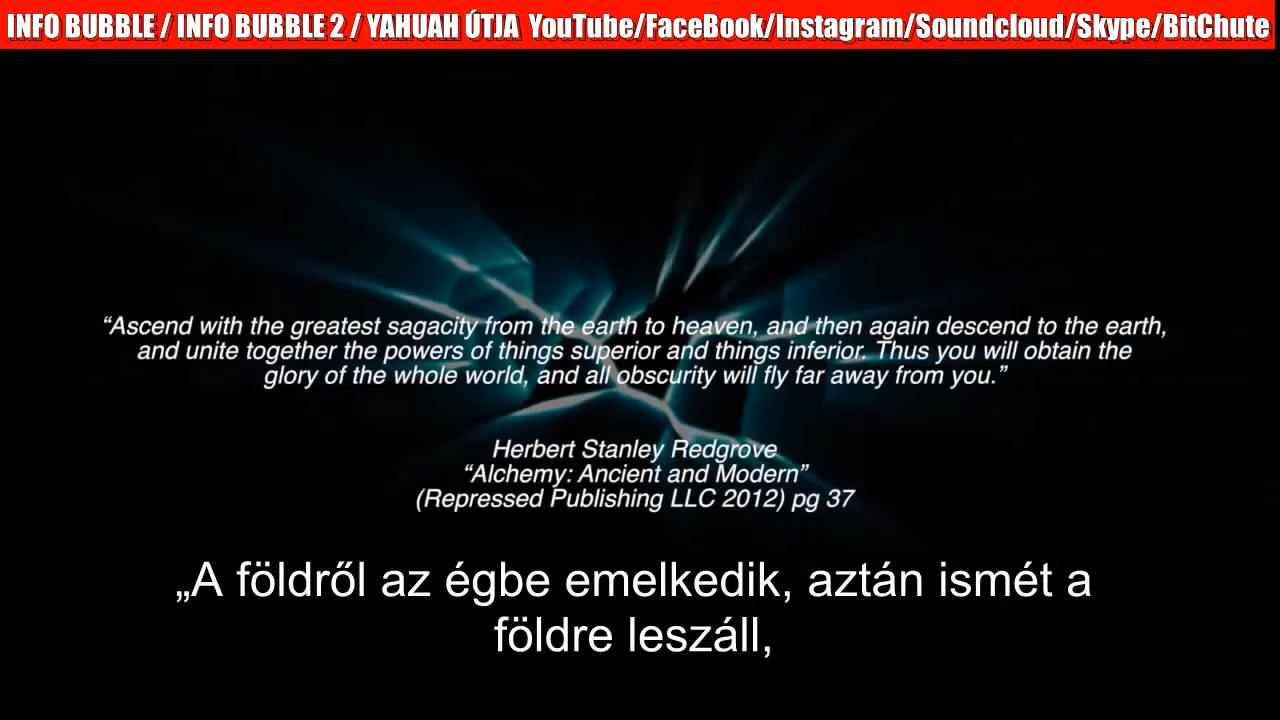 INFO BUBBLE / INFO BUBBLE 2 / YAHUAH ÚTJA YouTube/FaceBook/Instagram/Soundcloud/Skype/BitChute
“Ascend with the greatest sagacity from the earth to heaven, and then again descend to the earth,
and unite together the powers of things superior and things inferior. Thus you will obtain the
glory of the whole world, and all obscurity will fly far away from you.”
Herbert Stanley Redgrove
“Alchemy: Ancient and Modern”
(Repressed Publishing LLC 2012) pg 37
„A földről az égbe emelkedik, aztán ismét a
földre leszáll,